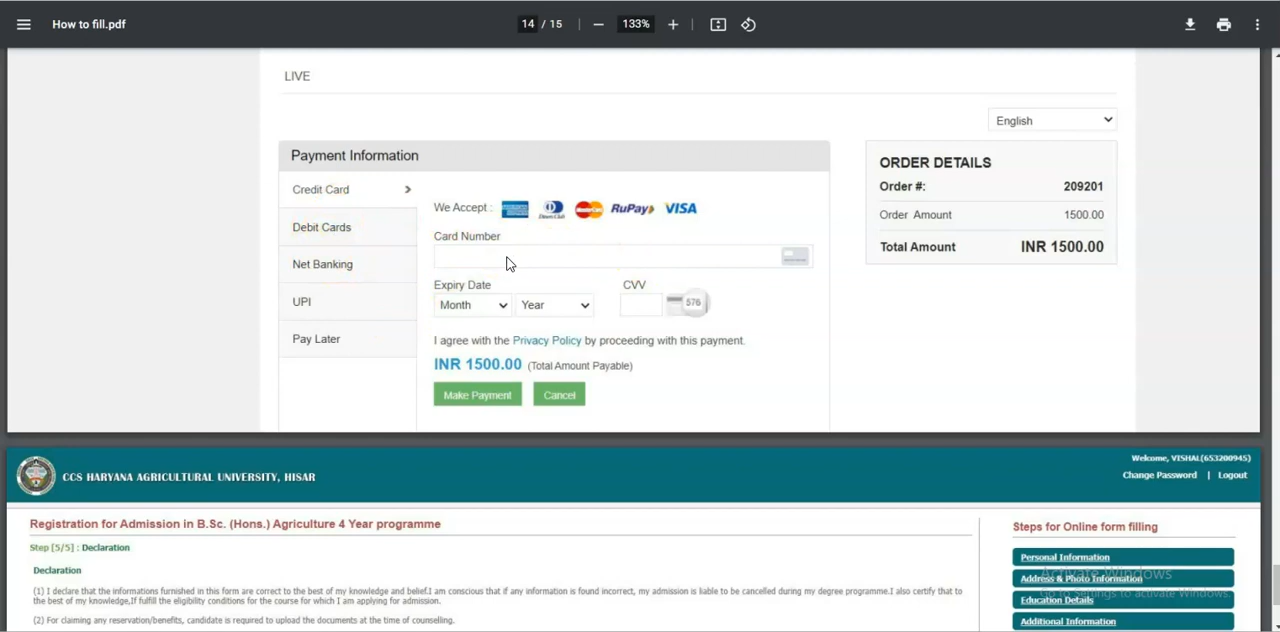 How to fill.pdf
14 / 15
133%
LIVE
English
Payment Information
Credit Card
Debit Cards
Net Banking
UPI
Pay Later
We Accept :
RuPay VISA
Card Number
Expiry Date
CVV
Month
Year
576
I agree with the Privacy Policy by proceeding with this payment.
INR 1500.00 (Total Amount Payable)
Make Payment
Cancel
ORDER DETAILS
Order #: 209201
Order Amount 1500.00
Total Amount INR 1500.00
CCS HARYANA AGRICULTURAL UNIVERSITY, HISAR
Welcome, VISHAL(653200945)
Change Password | Logout
Registration for Admission in B.Sc. (Hons.) Agriculture 4 Year programme
Step [5/5] : Declaration
Declaration
(1) I declare that the informations furnished in this form are correct to the best of my knowledge and belief.I am conscious that if any information is found incorrect, my admission is liable to be cancelled during my degree programme.I also certify that to
the best of my knowledge,If fulfill the eligibility conditions for the course for which I am applying for admission.
(2) For claiming any reservation/benefits, candidate is required to upload the documents at the time of counselling.
Steps for Online form filling
Personal Information
Address & Photo Information
Education Details
Additional Information
Activate Windows
Go to Settings to activate Windows.